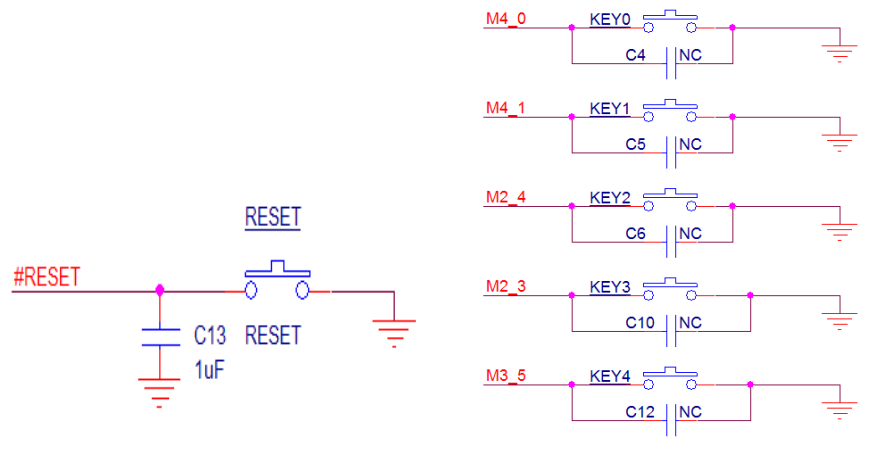 RESET
#RESET
C13 RESET
1uF
M4_0 KEY0
C4 NC
M4_1 KEY1
C5 NC
M2_4 KEY2
C6 NC
M2_3 KEY3
C10 NC
M3_5 KEY4
C12 NC